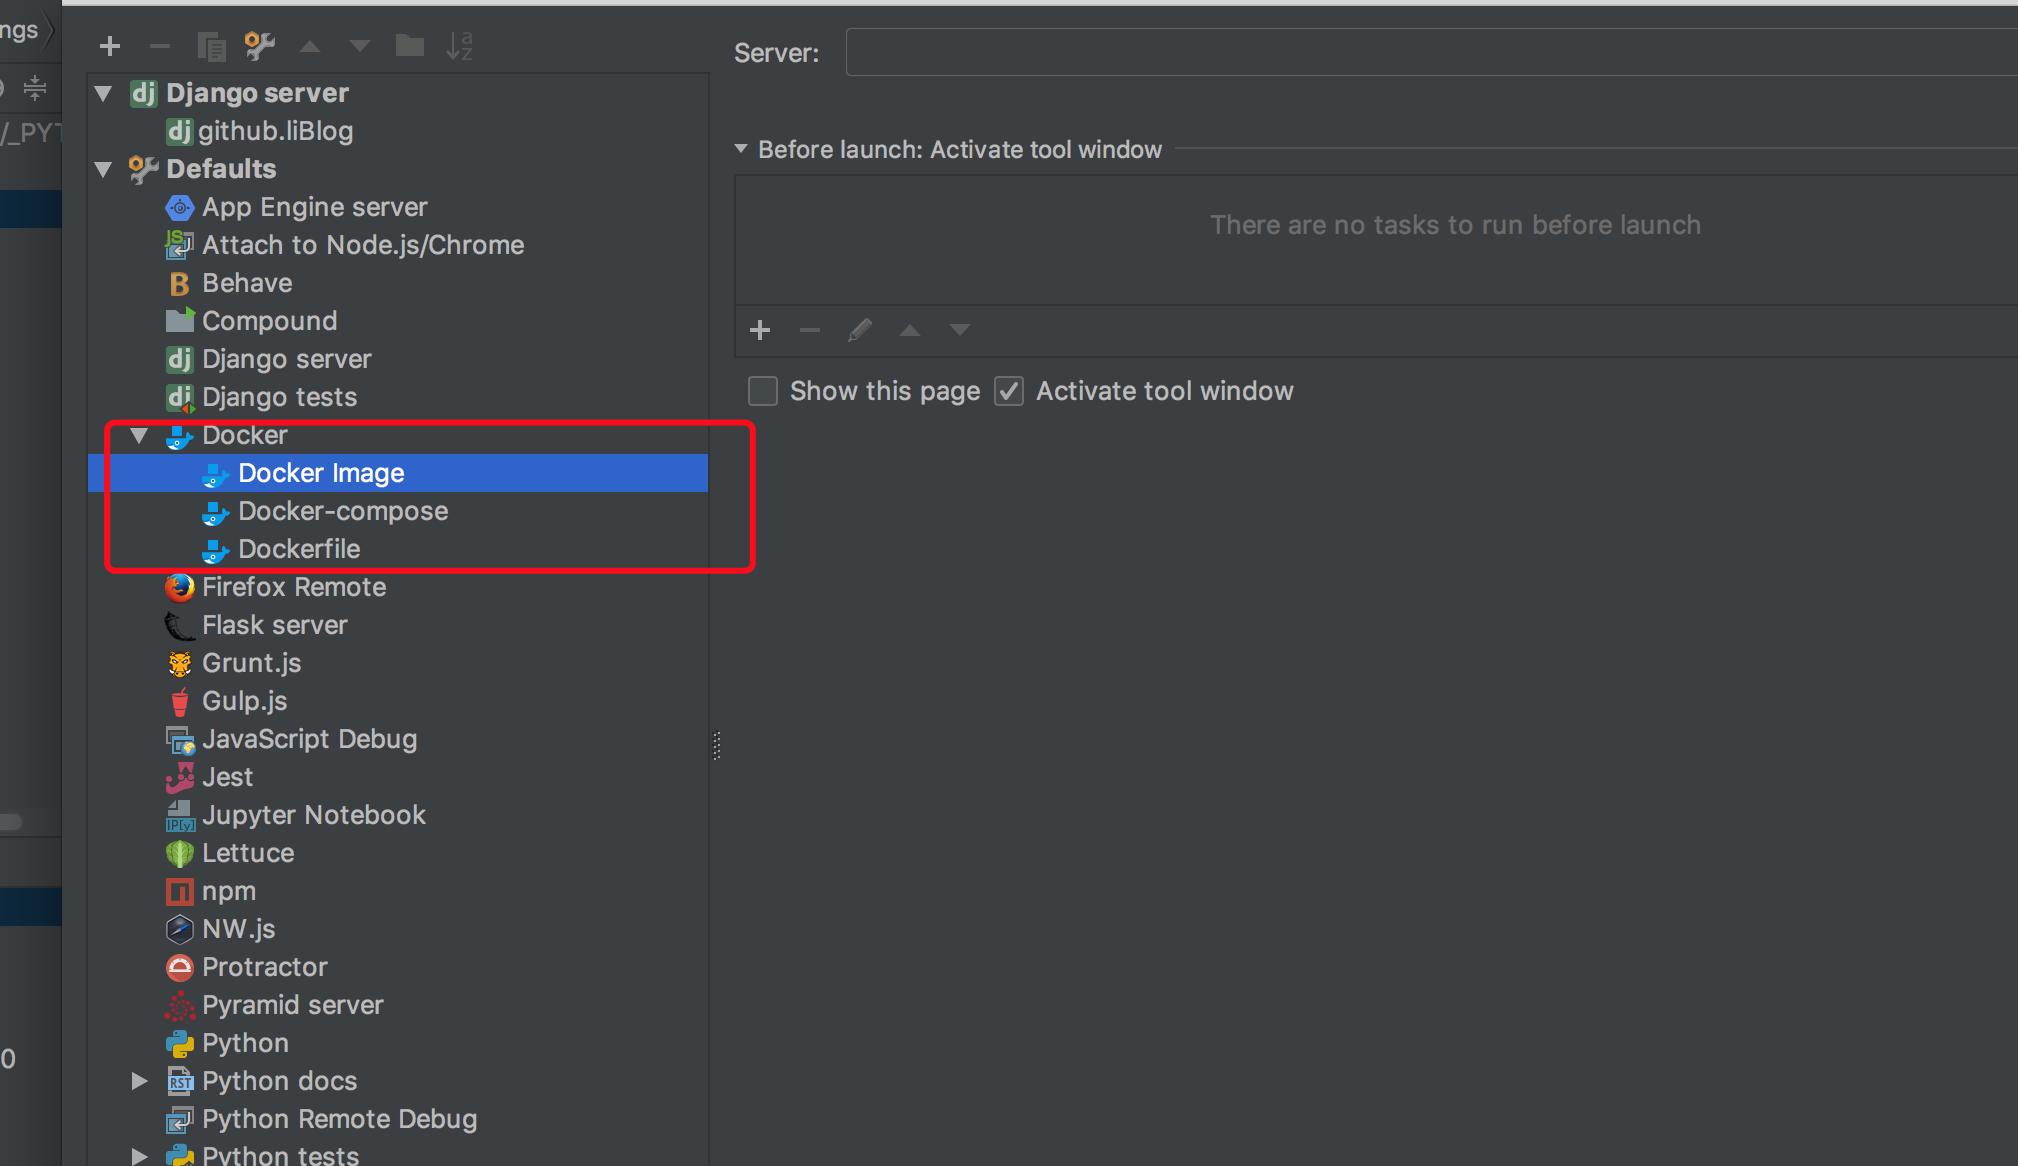 ngs
/_PYT
0
Django server
github.liBlog
Defaults
App Engine server
Attach to Node.js/Chrome
Behave
Compound
Django server
Django tests
Docker
Docker Image
Docker-compose
Dockerfile
Firefox Remote
Flask server
Grunt.js
Gulp.js
JavaScript Debug
Jest
Jupyter Notebook
Lettuce
npm
NW.js
Protractor
Pyramid server
Python
Python docs
Python Remote Debug
Python tests
Server:
Before launch: Activate tool window
There are no tasks to run before launch
Show this page Activate tool window